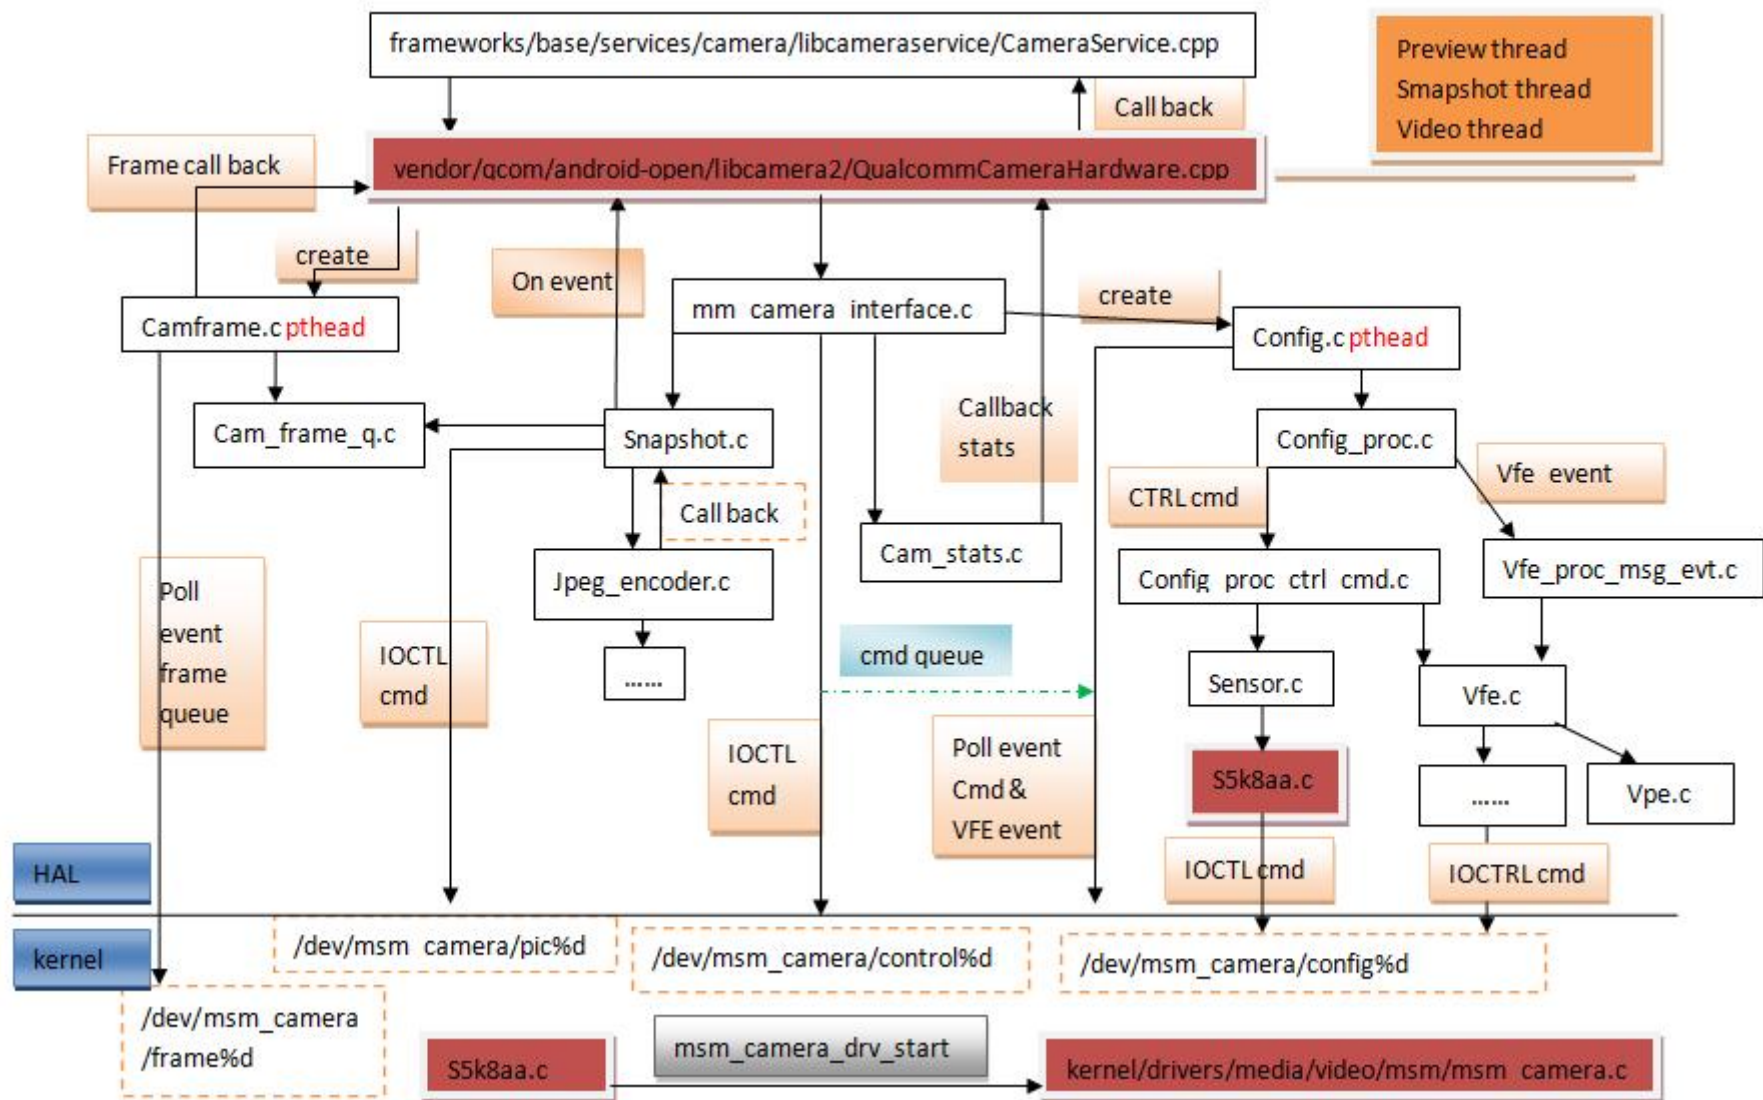 frameworks/base/services/camera/libcameraservice/CameraService.cpp
Preview thread
Smapshot thread
Video thread
Call back
Frame call back
vendor/qcom/android-open/libcamera2/QualcommCameraHardware.cpp
create
On event
mm camera interface.c
create
Camframe.c pthead
Config.c pthead
Cam_frame_q.c
Snapshot.c
Callback
stats
Config_proc.c
Vfe event
CTRL cmd
Call back
Cam_stats.c
Jpeg_encoder.c
Config proc ctrl cmd.c
Vfe_proc_msg_evt.c
Poll
event
frame
queue
IOCTL
cmd
......
cmd queue
Sensor.c
Vfe.c
IOCTL
cmd
Poll event
Cmd &
VFE event
S5k8aa.c
......
Vpe.c
HAL
IOCTL cmd
IOCTRL cmd
kernel
/dev/msm camera/pic%d
/dev/msm_camera/control%d
/dev/msm_camera/config%d
/dev/msm_camera
/frame%d
S5k8aa.c
msm_camera_drv_start
kernel/drivers/media/video/msm/msm camera.c